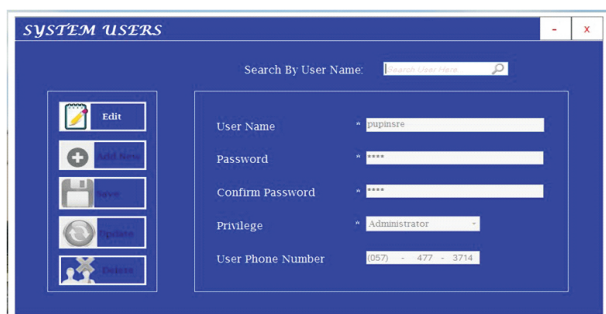 SYSTEM USERS
- x
Search By User Name: Search User Here
Edit
Add New
Save
Update
Delete
User Name * pupinsre
Password * ****
Confirm Password * ****
Privilege * Administrator
User Phone Number (057) - 477 - 3714